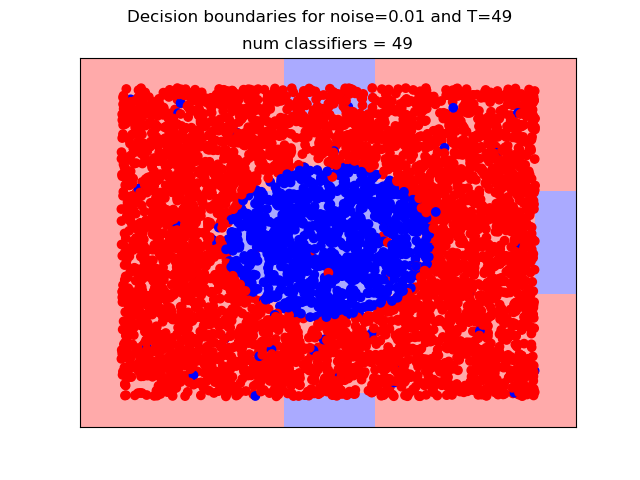 Decision boundaries for noise=0.01 and T=49
num classifiers = 49